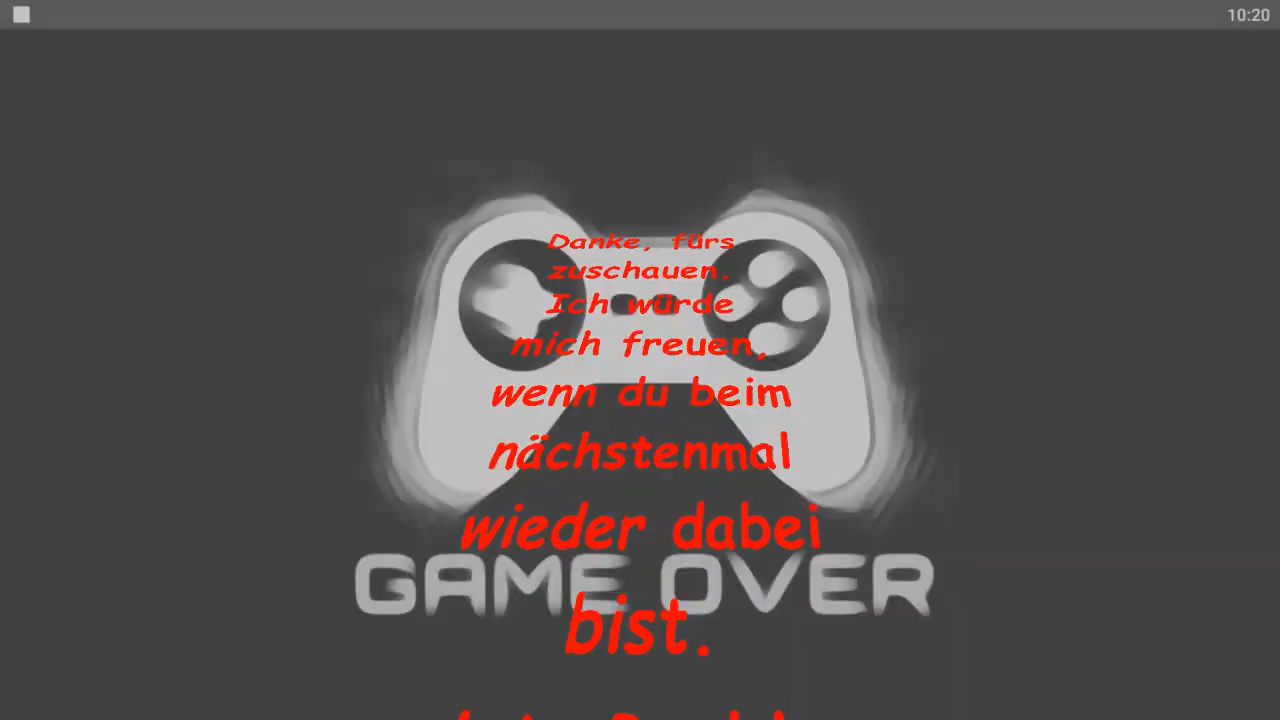 10:20
Danke, fürs
zuschauen.
Ich würde
mich freuen,
wenn du beim
nächstenmal
wieder dabei
GAME OVER
bist.